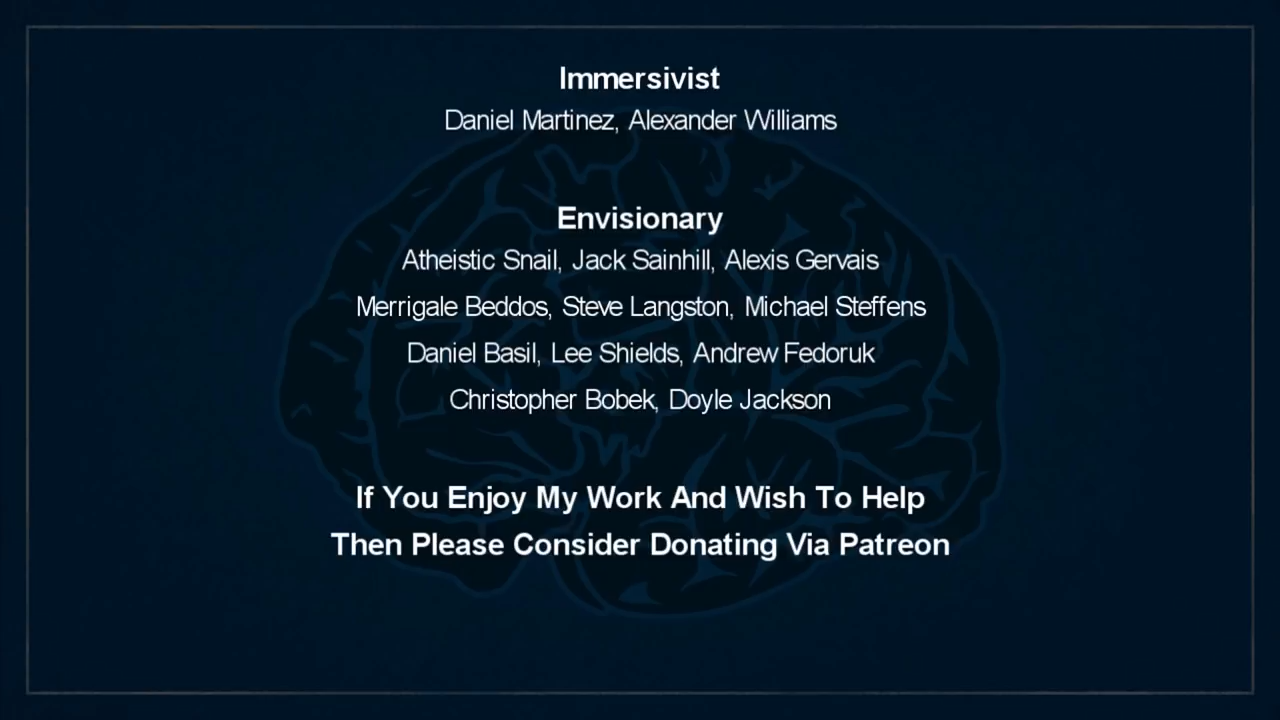 Immersivist
Daniel Martinez, Alexander Williams
Envisionary
Atheistic Snail, Jack Sainhill, Alexis Gervais
Merrigale Beddos, Steve Langston, Michael Steffens
Daniel Basil, Lee Shields, Andrew Fedoruk
Christopher Bobek, Doyle Jackson
If You Enjoy My Work And Wish To Help
Then Please Consider Donating Via Patreon